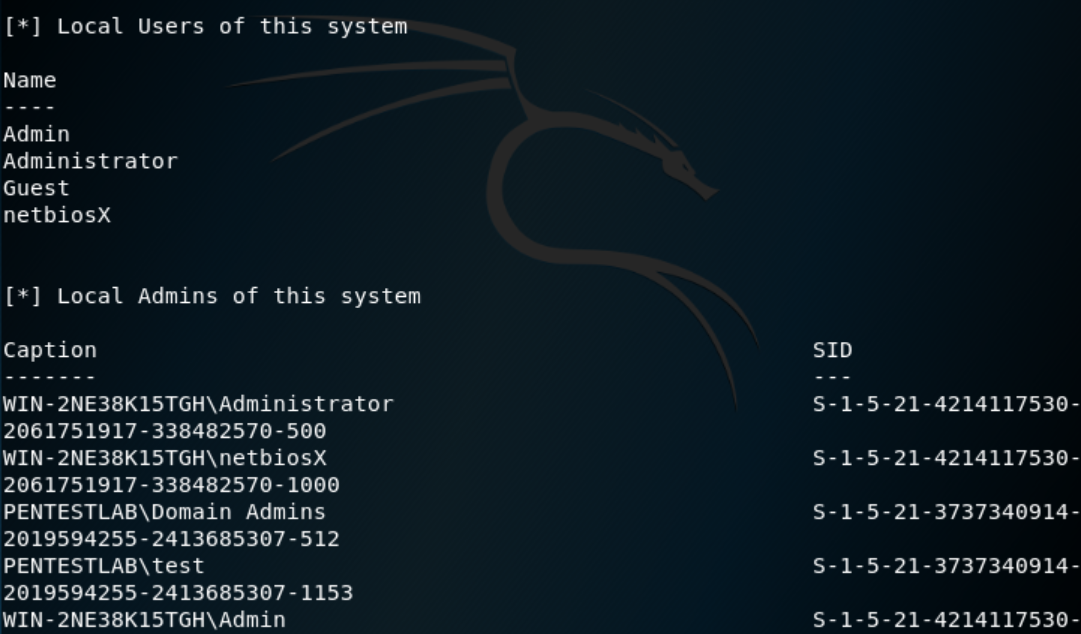 [*] Local Users of this system
Name
----
Admin
Administrator
Guest
netbiosX
[*] Local Admins of this system
Caption SID
------- ---
WIN-2NE38K15TGH\Administrator S-1-5-21-4214117530-
2061751917-338482570-500
WIN-2NE38K15TGH\netbiosX S-1-5-21-4214117530-
2061751917-338482570-1000
PENTESTLAB\Domain Admins S-1-5-21-3737340914-
2019594255-2413685307-512
PENTESTLAB\test S-1-5-21-3737340914-
2019594255-2413685307-1153
WIN-2NE38K15TGH\Admin S-1-5-21-4214117530-